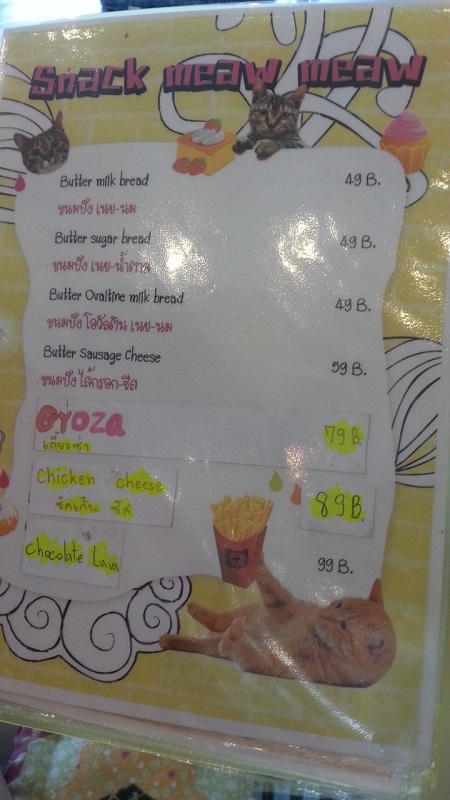 Snack meaw meaw
Butter milk bread 49 B.
ขนมปัง เนย-นม
Butter sugar bread 49 B.
ขนมปัง เนย-น้ำตาล
Butter Ovaltine milk bread 49 B.
ขนมปัง โอวัลติน เนย-นม
Butter Sausage Cheese 59 B.
ขนมปัง ไส้กรอก-ชีส
Gyoza 79 B.
เกี๊ยวซ่า
Chicken cheese 89 B.
ชิคเก้น ชีส
Chocolate Lava 99 B.